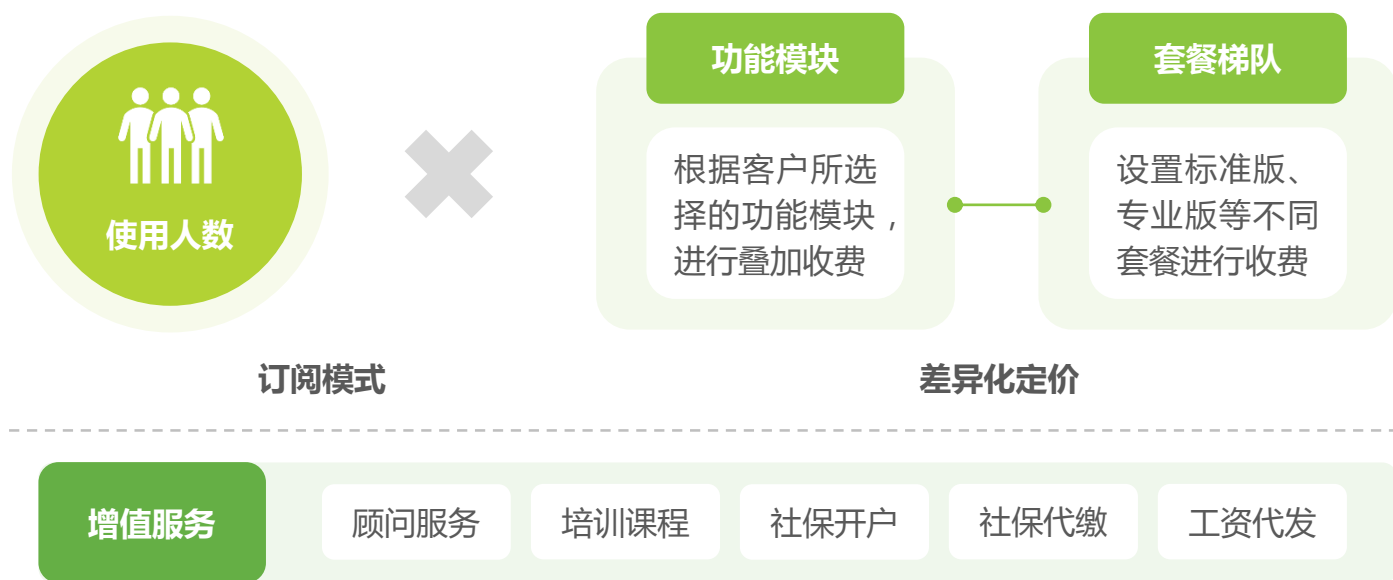 使用人数
功能模块
根据客户所选
择的功能模块，
进行叠加收费
套餐梯队
设置标准版、
专业版等不同
套餐进行收费
订阅模式
差异化定价
增值服务
顾问服务
培训课程
社保开户
社保代缴
工资代发